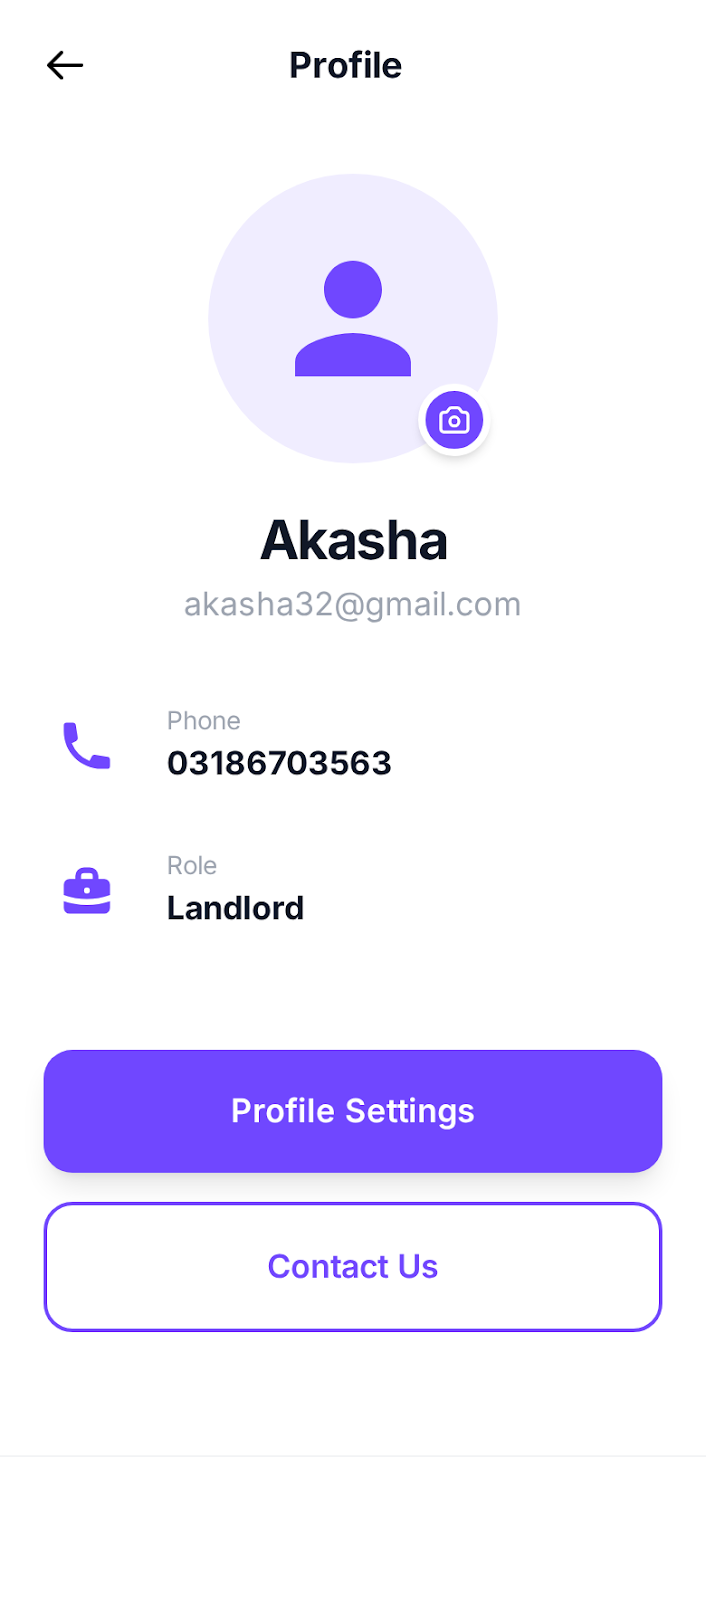 Profile
Akasha
akasha32@gmail.com
Phone
03186703563
Role
Landlord
Profile Settings
Contact Us